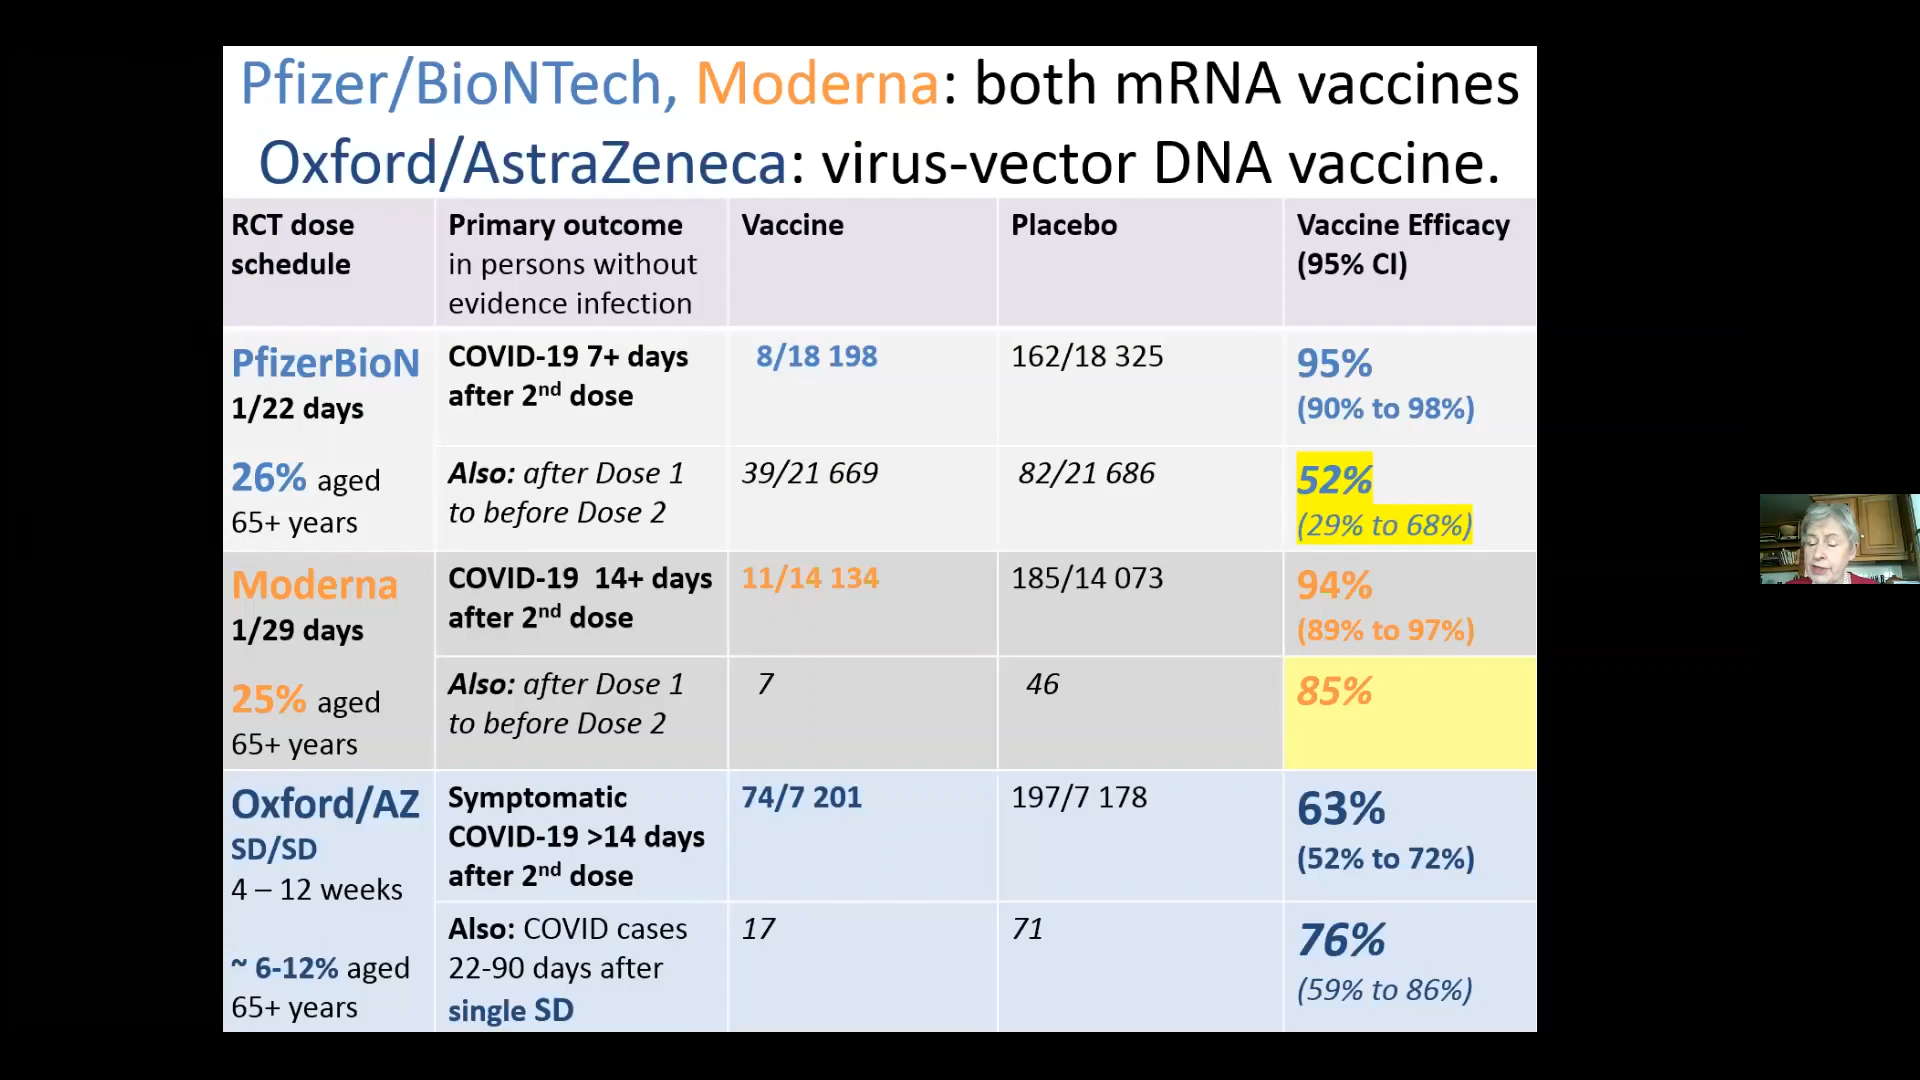 Pfizer/BioNTech, Moderna: both mRNA vaccines
Oxford/AstraZeneca: virus-vector DNA vaccine.
RCT dose
schedule
Primary outcome
in persons without
evidence infection
Vaccine
Placebo
Vaccine Efficacy
(95% CI)
PfizerBioN
1/22 days
26% aged
65+ years
COVID-19 7+ days
after 2nd dose
8/18 198
162/18 325
95%
(90% to 98%)
Also: after Dose 1
to before Dose 2
39/21 669
82/21 686
52%
(29% to 68%)
Moderna
1/29 days
25% aged
65+ years
COVID-19 14+ days
after 2nd dose
11/14 134
185/14 073
94%
(89% to 97%)
Also: after Dose 1
to before Dose 2
7
46
85%
Oxford/AZ
SD/SD
4 – 12 weeks
~ 6-12% aged
65+ years
Symptomatic
COVID-19 >14 days
after 2nd dose
74/7 201
197/7 178
63%
(52% to 72%)
Also: COVID cases
22-90 days after
single SD
17
71
76%
(59% to 86%)